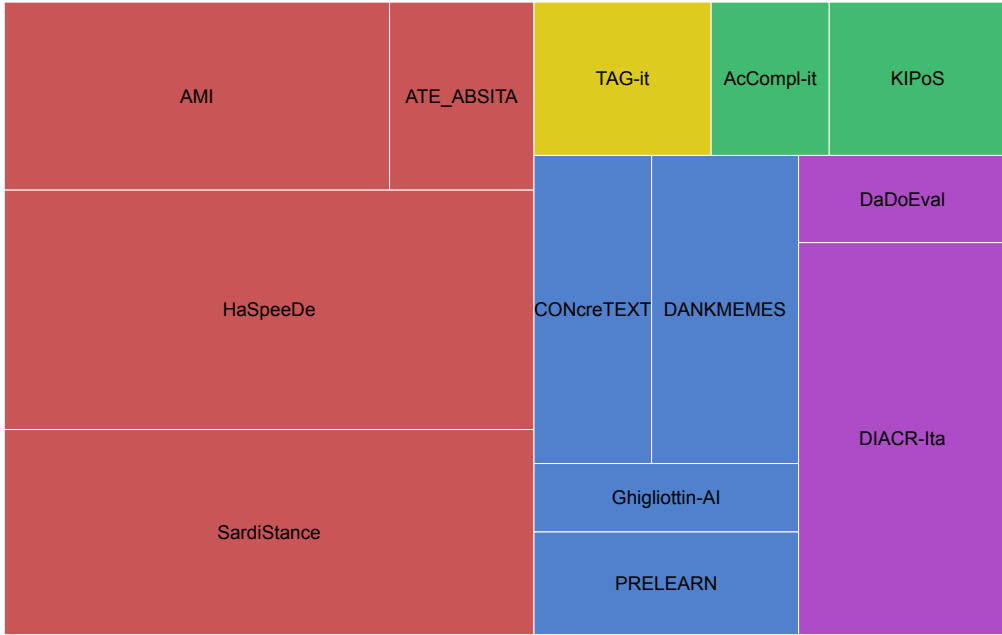 AMI
ATE_ABSITA
TAG-it
AcCompl-it
KIPoS
HaSpeeDe
CONcreTEXT
DANKMEMES
DaDoEval
DIACR-Ita
SardiStance
Ghigliottin-AI
PRELEARN